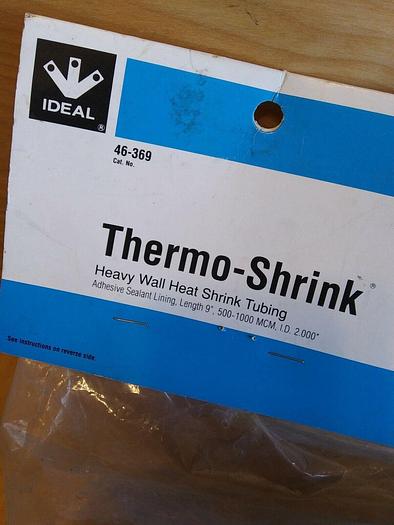 IDEAL
®
46-369
Cat. No.
Thermo-Shrink®
Heavy Wall Heat Shrink Tubing
Adhesive Sealant Lining, Length 9", 500-1000 MCM, I.D. 2.000"
See instructions on reverse side.